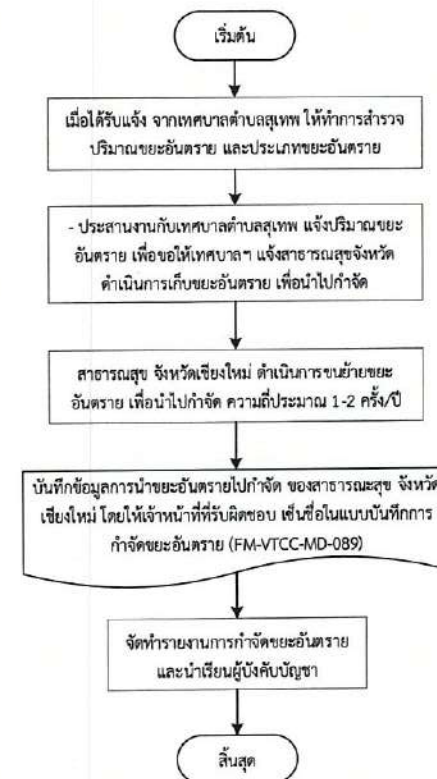 เริ่มต้น
เมื่อได้รับแจ้ง จากเทศบาลตำบลสุเทพ ให้ทำการสำรวจ
ปริมาณขยะอันตราย และประเภทขยะอันตราย
- ประสานงานกับเทศบาลตำบลสุเทพ แจ้งปริมาณขยะ
อันตราย เพื่อขอให้เทศบาลฯ แจ้งสาธารณสุขจังหวัด
ดำเนินการเก็บขยะอันตราย เพื่อนำไปกำจัด
สาธารณสุข จังหวัดเชียงใหม่ ดำเนินการขนย้ายขยะ
อันตราย เพื่อนำไปกำจัด ความถี่ประมาณ 1-2 ครั้ง/ปี
บันทึกข้อมูลการนำขยะอันตรายไปกำจัด ของสาธารณะสุข จังหวัด
เชียงใหม่ โดยให้เจ้าหน้าที่ที่รับผิดชอบ เซ็นชื่อในแบบบันทึกการ
กำจัดขยะอันตราย (FM-VTCC-MD-089)
จัดทำรายงานการกำจัดขยะอันตราย
และนำเรียนผู้บังคับบัญชา
สิ้นสุด